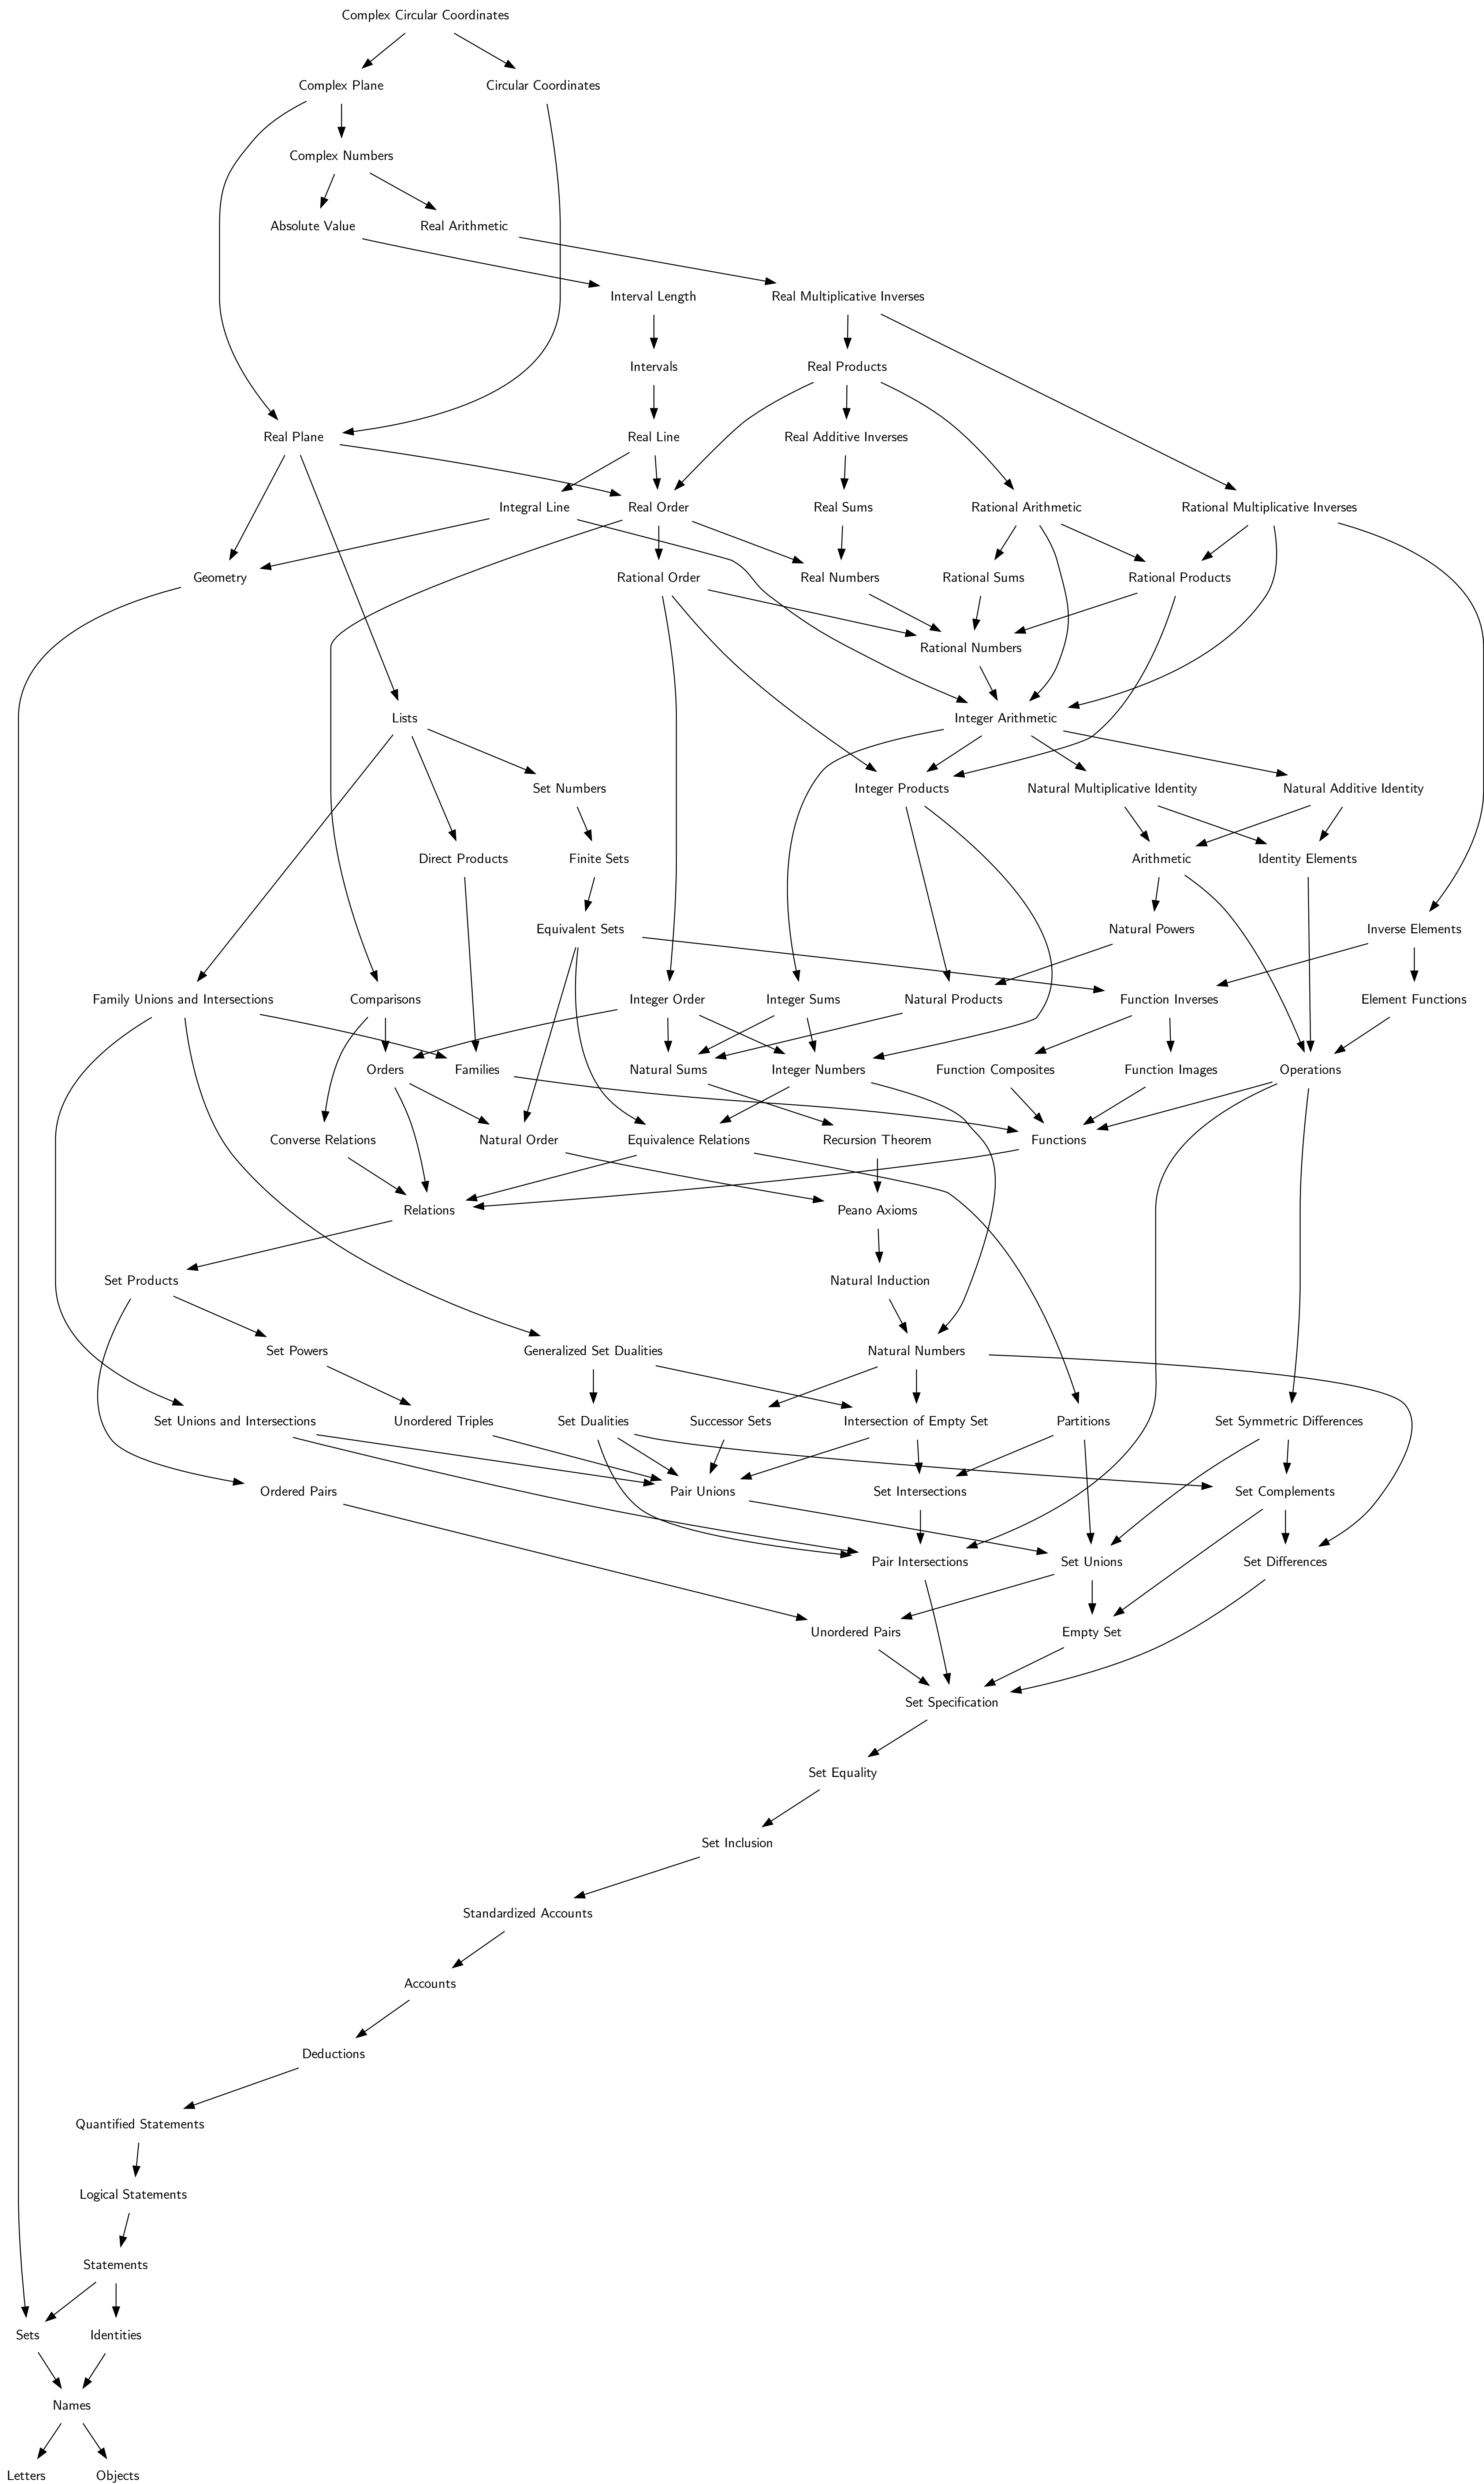 Complex Circular Coordinates
Complex Plane
Circular Coordinates
Complex Numbers
Absolute Value
Real Arithmetic
Interval Length
Real Multiplicative Inverses
Intervals
Real Products
Real Plane
Real Line
Real Additive Inverses
Integral Line
Real Order
Real Sums
Rational Arithmetic
Rational Multiplicative Inverses
Geometry
Rational Order
Real Numbers
Rational Sums
Rational Products
Rational Numbers
Lists
Integer Arithmetic
Set Numbers
Integer Products
Natural Multiplicative Identity
Natural Additive Identity
Direct Products
Finite Sets
Arithmetic
Identity Elements
Equivalent Sets
Natural Powers
Inverse Elements
Family Unions and Intersections
Comparisons
Integer Order
Integer Sums
Natural Products
Function Inverses
Element Functions
Orders
Families
Natural Sums
Integer Numbers
Function Composites
Function Images
Operations
Converse Relations
Natural Order
Equivalence Relations
Recursion Theorem
Functions
Relations
Peano Axioms
Set Products
Natural Induction
Set Powers
Generalized Set Dualities
Natural Numbers
Set Unions and Intersections
Unordered Triples
Set Dualities
Successor Sets
Intersection of Empty Set
Partitions
Set Symmetric Differences
Ordered Pairs
Pair Unions
Set Intersections
Set Complements
Pair Intersections
Set Unions
Set Differences
Unordered Pairs
Empty Set
Set Specification
Set Equality
Set Inclusion
Standardized Accounts
Accounts
Deductions
Quantified Statements
Logical Statements
Statements
Sets
Identities
Names
Letters
Objects